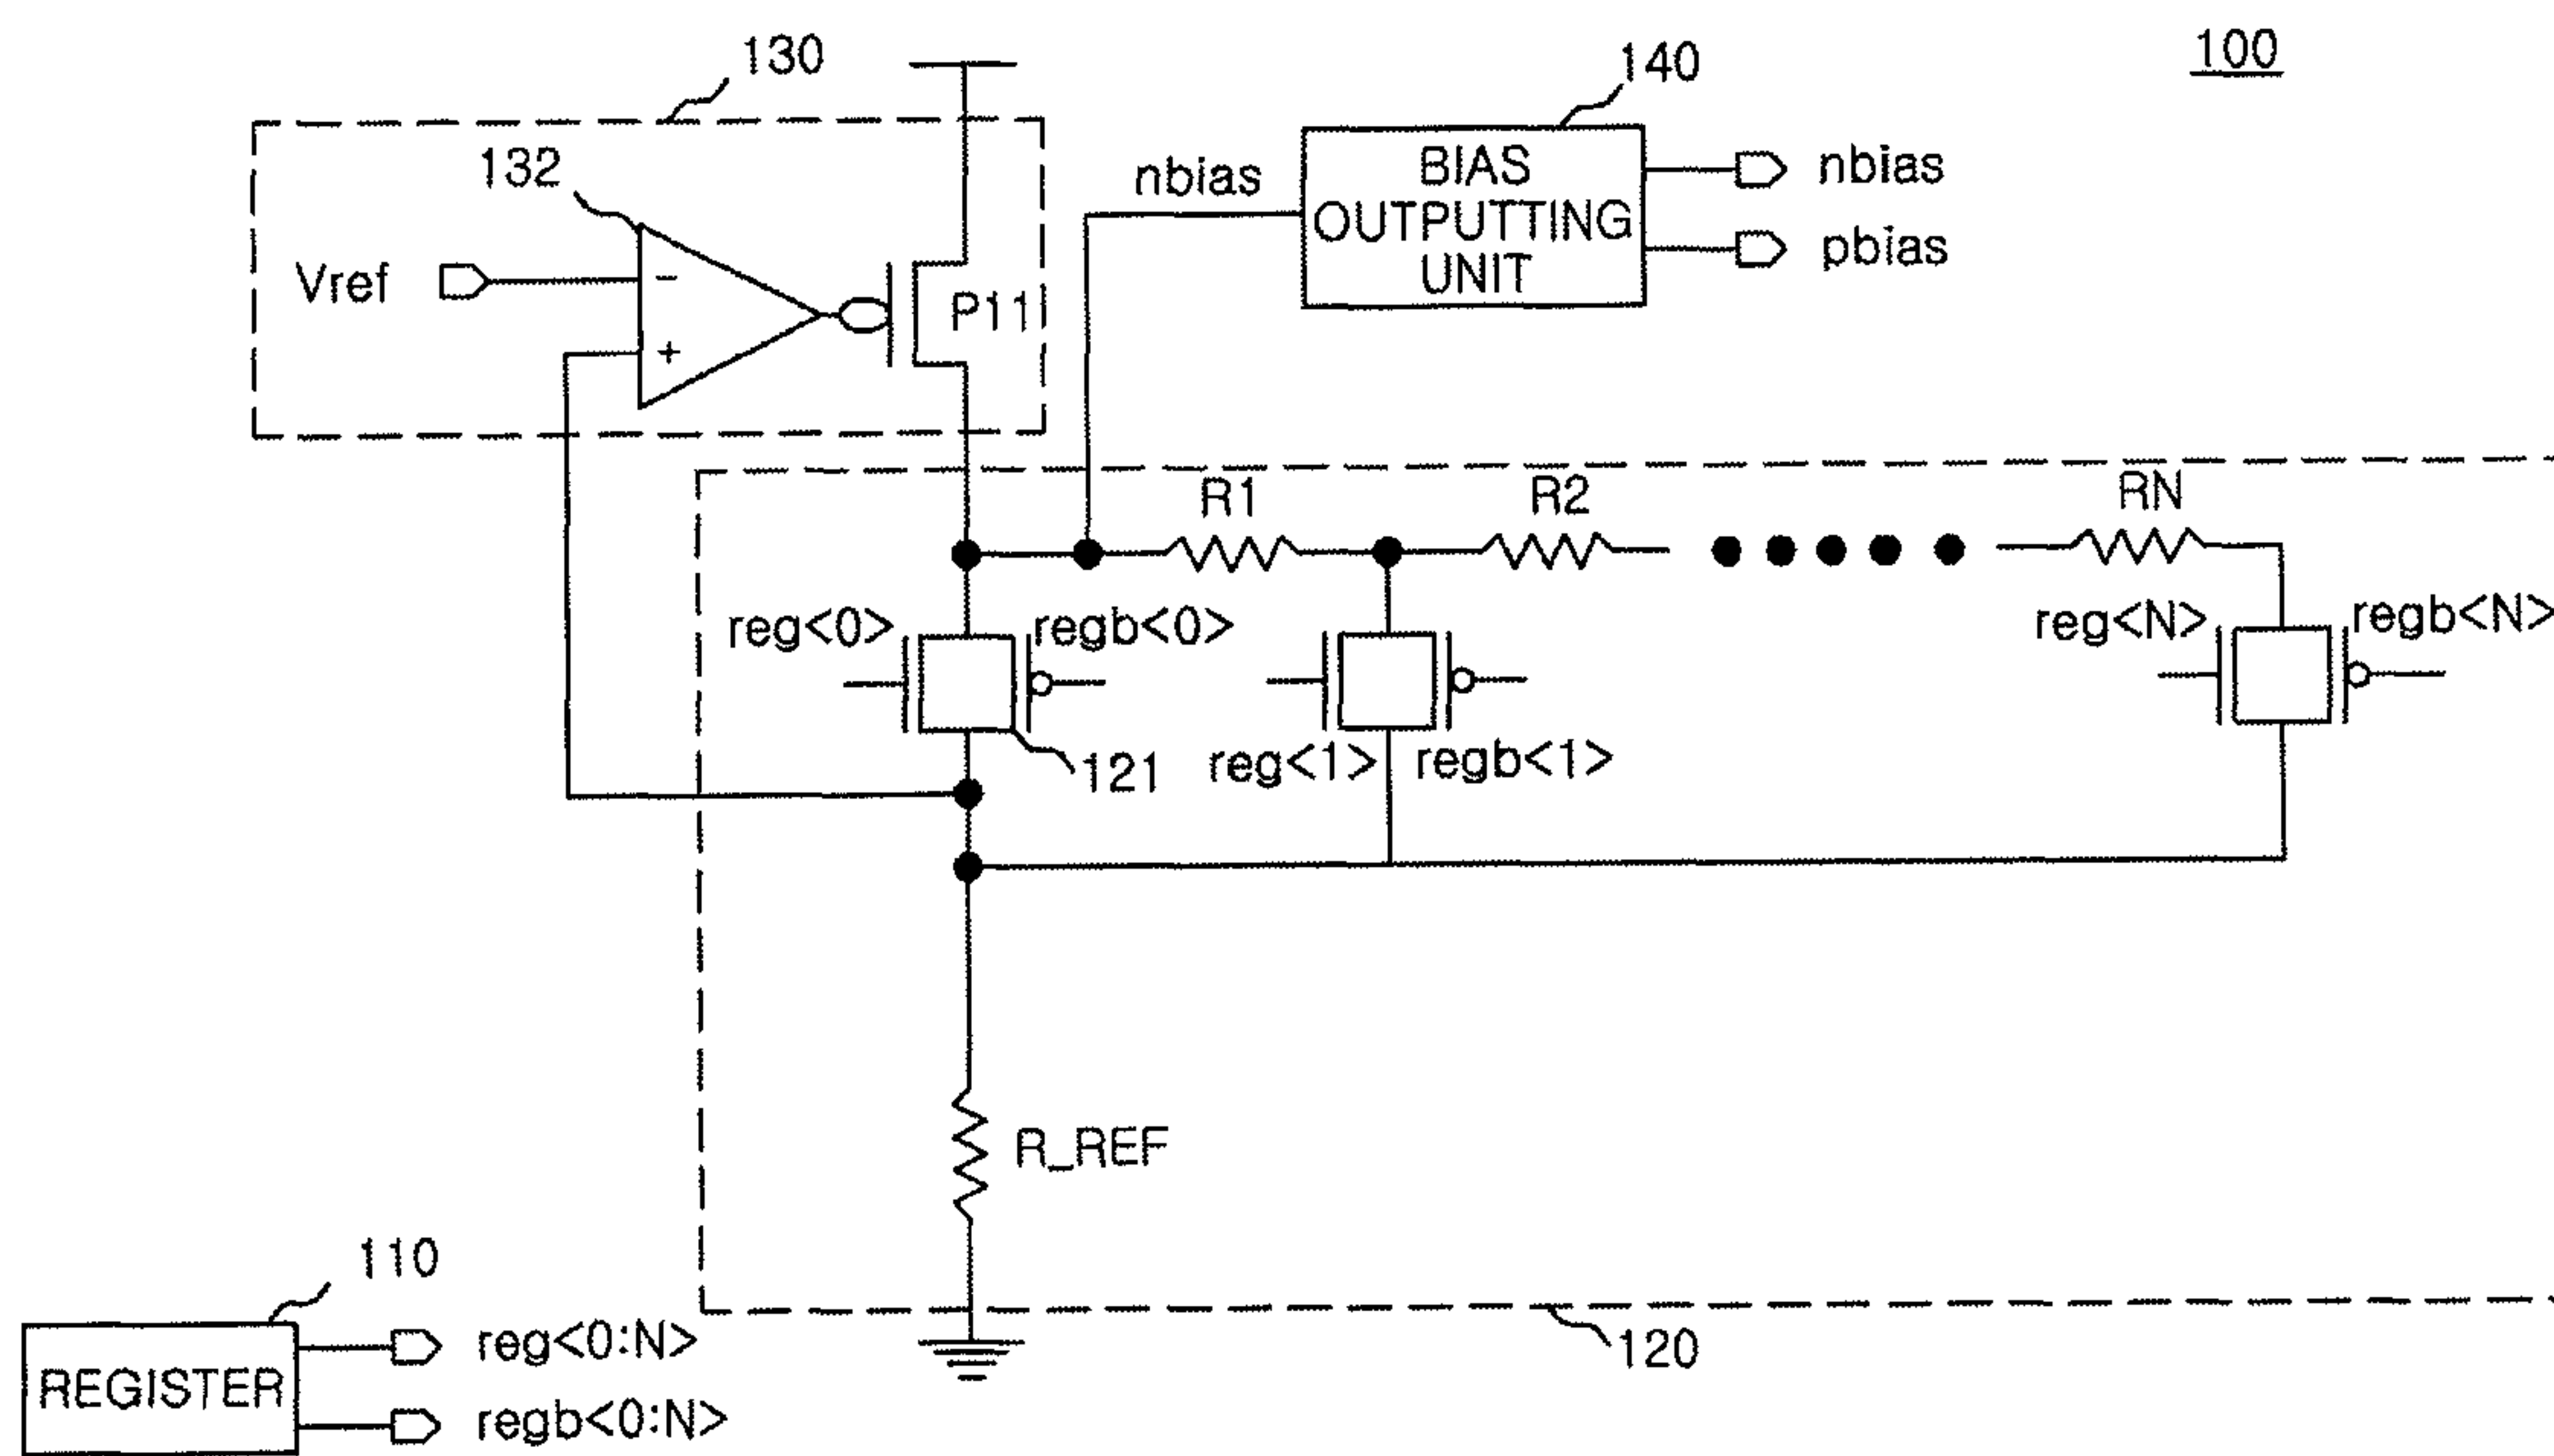 100
130
140
132
nbias
BIAS
OUTPUTTING
UNIT
nbias
pbias
Vref
-
+
P11
R1
R2
RN
reg<0>
regb<0>
reg<N>
regb<N>
121
reg<1>
regb<1>
R_REF
110
120
REGISTER
reg<0:N>
regb<0:N>